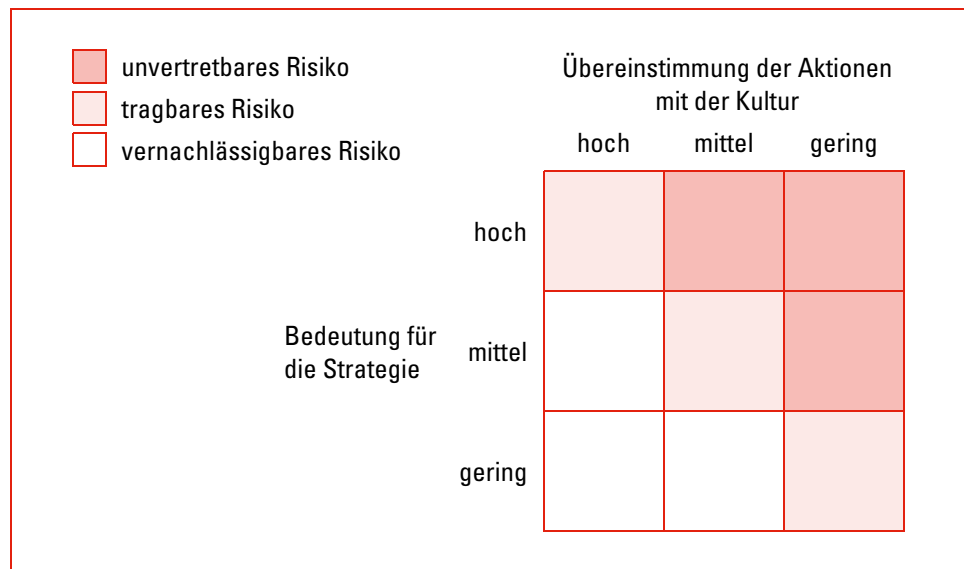 unvertretbares Risiko
tragbares Risiko
vernachlässigbares Risiko
Übereinstimmung der Aktionen
mit der Kultur
hoch mittel gering
hoch
Bedeutung für
die Strategie
mittel
gering